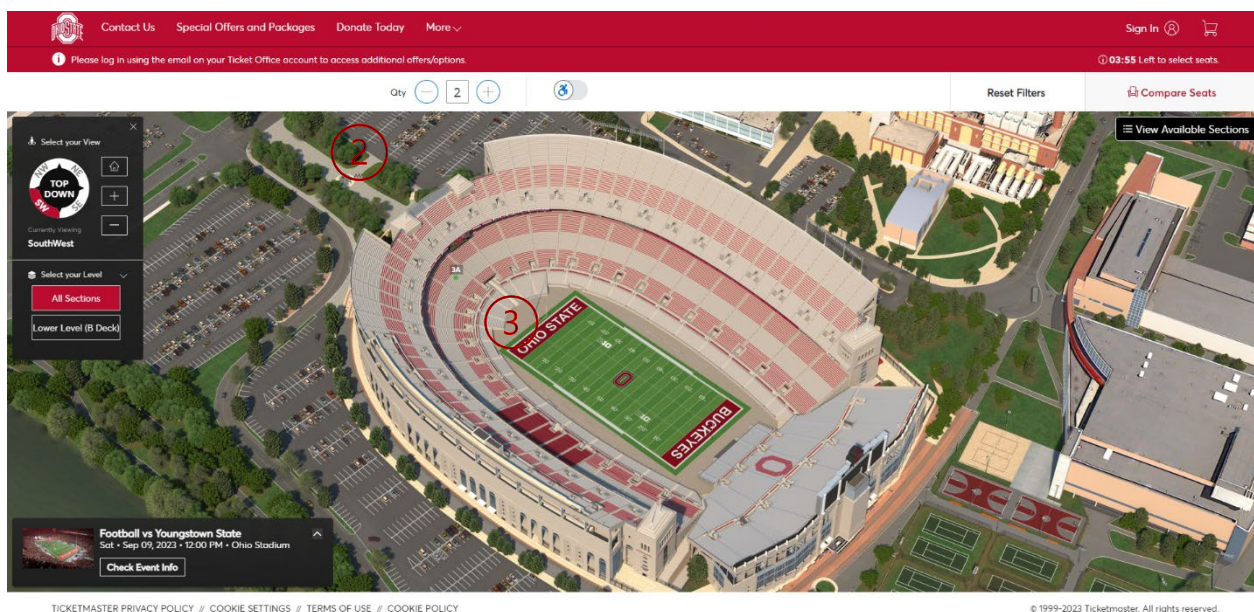 OHIO STATE
Contact Us Special Offers and Packages Donate Today More
Sign In
Please log in using the email on your Ticket Office account to access additional offers/options.
03:55 Left to select seats.
Qty 2
Reset Filters
Compare Seats
View Available Sections
Select your View
NW NE
TOP
DOWN
SW SE
Currently Viewing
SouthWest
Select your Level
All Sections
Lower Level (B Deck)
2
3A
3
OHIO STATE
BUCKEYES
Football vs Youngstown State
Sat • Sep 09, 2023 • 12:00 PM • Ohio Stadium
Check Event Info
TICKETMASTER PRIVACY POLICY // COOKIE SETTINGS // TERMS OF USE // COOKIE POLICY
© 1999-2023 Ticketmaster. All rights reserved.